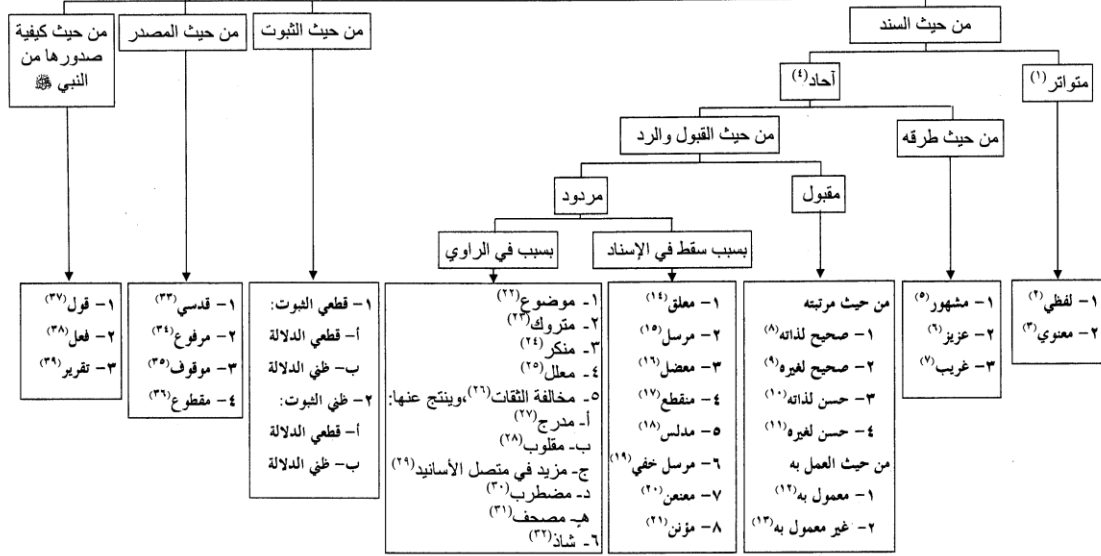 من حيث السند
من حيث الثبوت
من حيث المصدر
من حيث كيفية
صدورها من
النبي ﷺ
متواتر(١)
آحاد(٤)
من حيث طرقه
من حيث القبول والرد
مقبول
مردود
بسبب سقط في الإسناد
بسبب في الراوي
١- لفظي(٢)
٢- معنوي(٣)
١- مشهور(٥)
٢- عزيز(٦)
٣- غريب(٧)
من حيث مرتبته
١- صحيح لذاته(٨)
٢- صحيح لغيره(٩)
٣- حسن لذاته(١٠)
٤- حسن لغيره(١١)
من حيث العمل به
١- معمول به(١٢)
٢- غير معمول به(١٣)
١- معلق(١٤)
٢- مرسل(١٥)
٣- معضل(١٦)
٤- منقطع(١٧)
٥- مدلس(١٨)
٦- مرسل خفي(١٩)
٧- معنعن(٢٠)
٨- مؤنن(٢١)
١- موضوع(٢٢)
٢- متروك(٢٣)
٣- منكر(٢٤)
٤- معلل(٢٥)
٥- مخالفة الثقات(٢٦)،وينتج عنها:
أ- مدرج(٢٧)
ب- مقلوب(٢٨)
ج- مزيد في متصل الأسانيد(٢٩)
د- مضطرب(٣٠)
هـ- مصحف(٣١)
٦- شاذ(٣٢)
١- قطعي الثبوت:
أ- قطعي الدلالة
ب- ظني الدلالة
٢- ظني الثبوت:
أ- قطعي الدلالة
ب- ظني الدلالة
١- قدسي(٣٣)
٢- مرفوع(٣٤)
٣- موقوف(٣٥)
٤- مقطوع(٣٦)
١- قول(٣٧)
٢- فعل(٣٨)
٣- تقرير(٣٩)